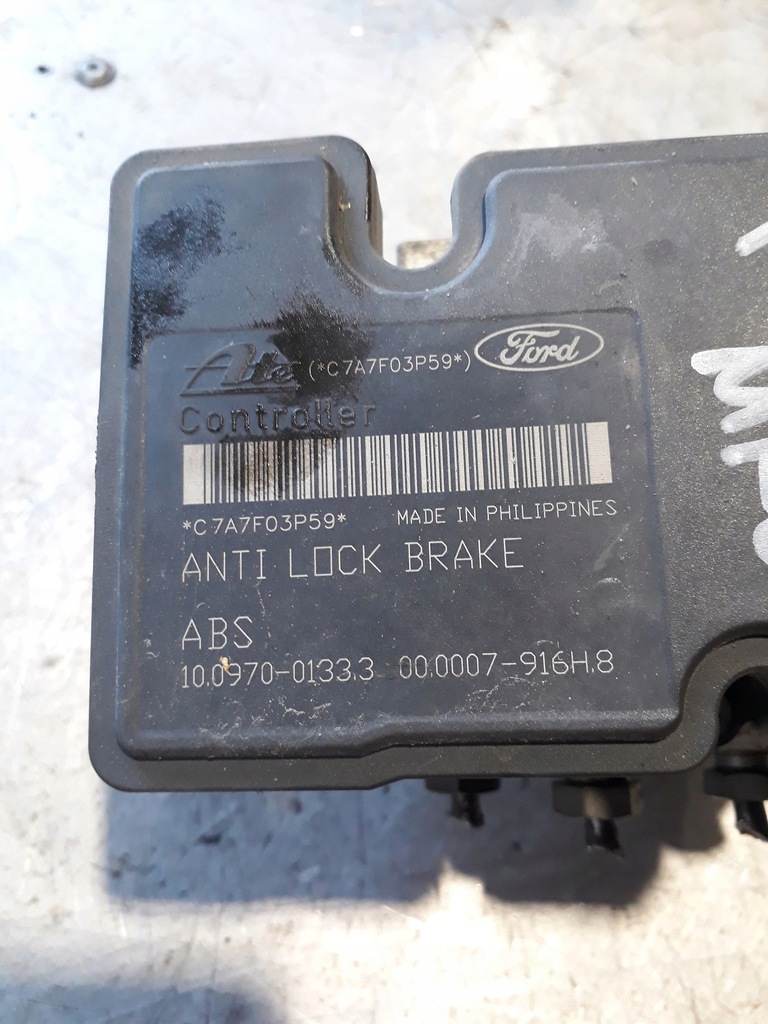 Ate (*C7A7F03P59*) Ford
Controller
*C7A7F03P59* MADE IN PHILIPPINES
ANTI LOCK BRAKE
ABS
10.0970-0133.3 00.0007-916H.8